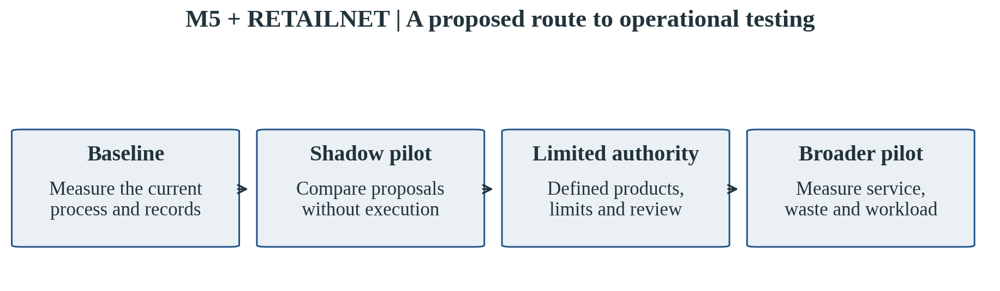 M5 + RETAILNET | A proposed route to operational testing
Baseline
Measure the current
process and records
Shadow pilot
Compare proposals
without execution
Limited authority
Defined products,
limits and review
Broader pilot
Measure service,
waste and workload